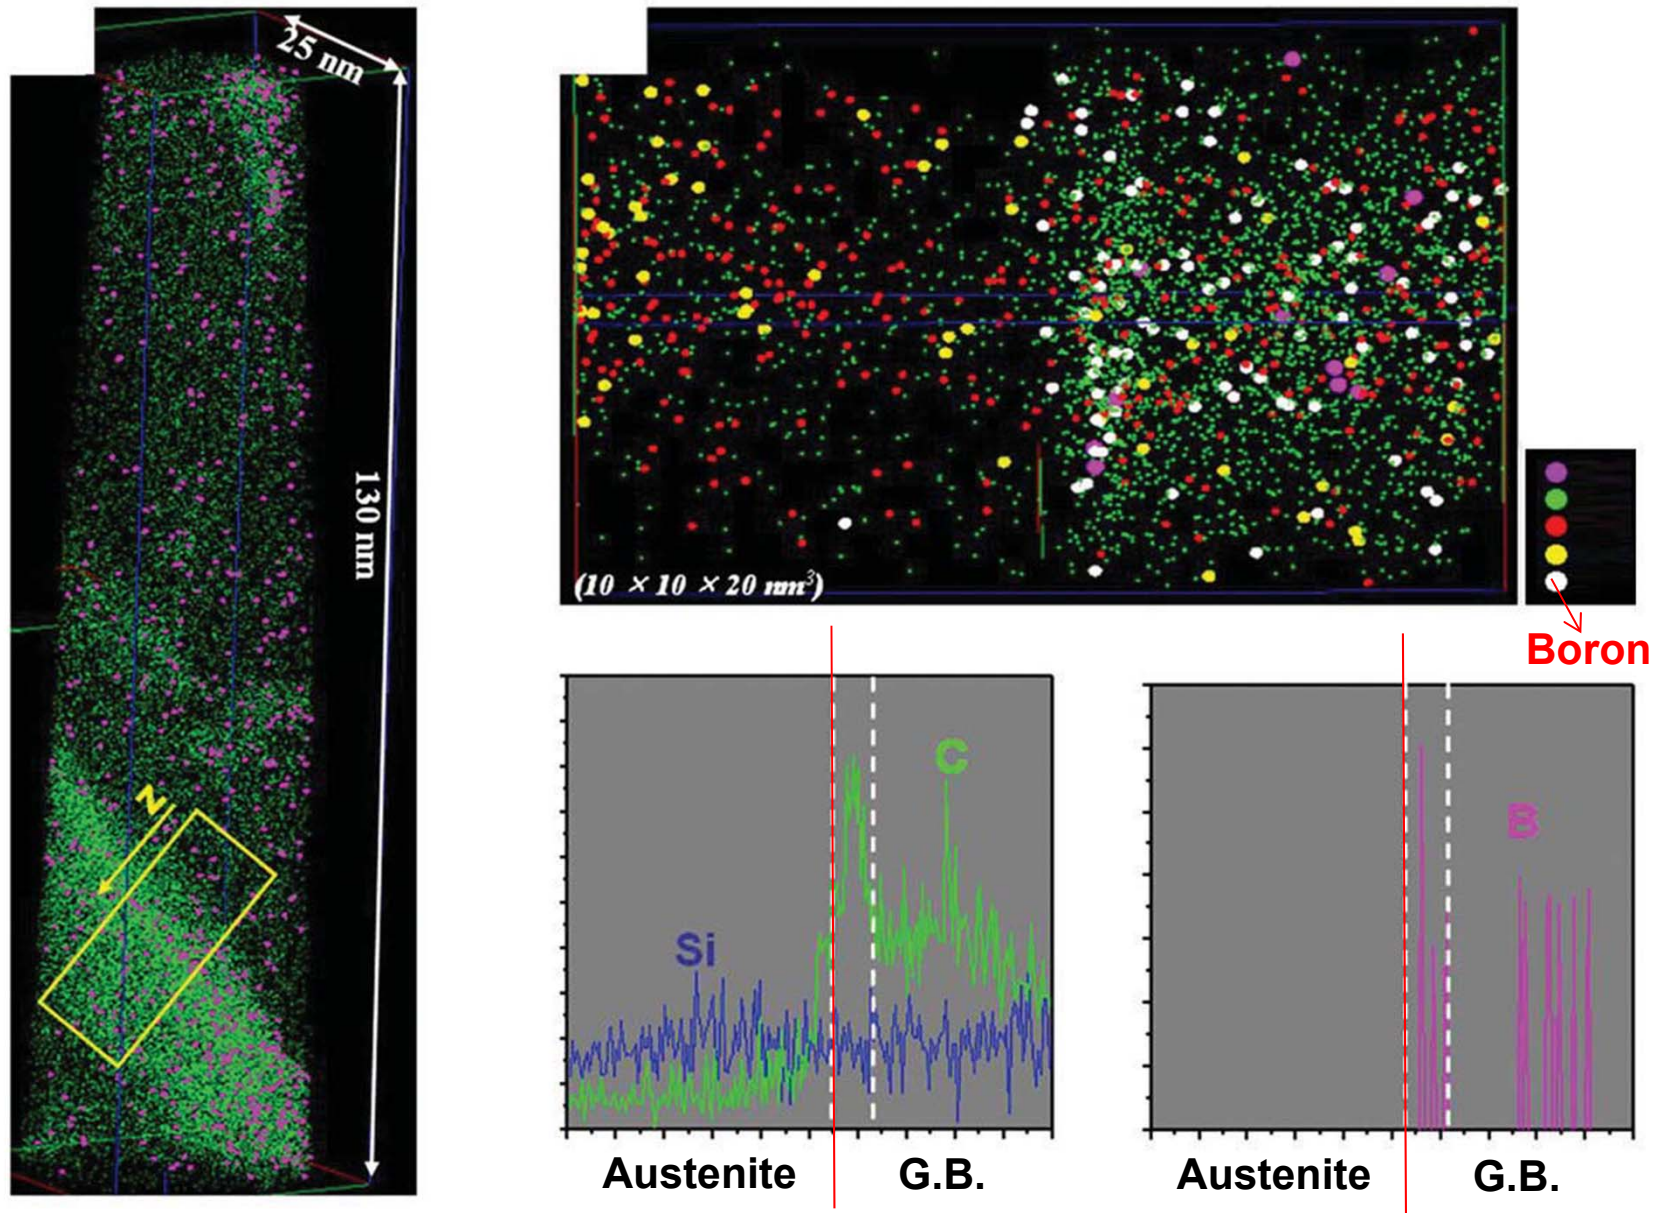 25 nm
130 nm
N
(10 × 10 × 20 nm³)
Boron
Si
C
B
Austenite
G.B.
Austenite
G.B.